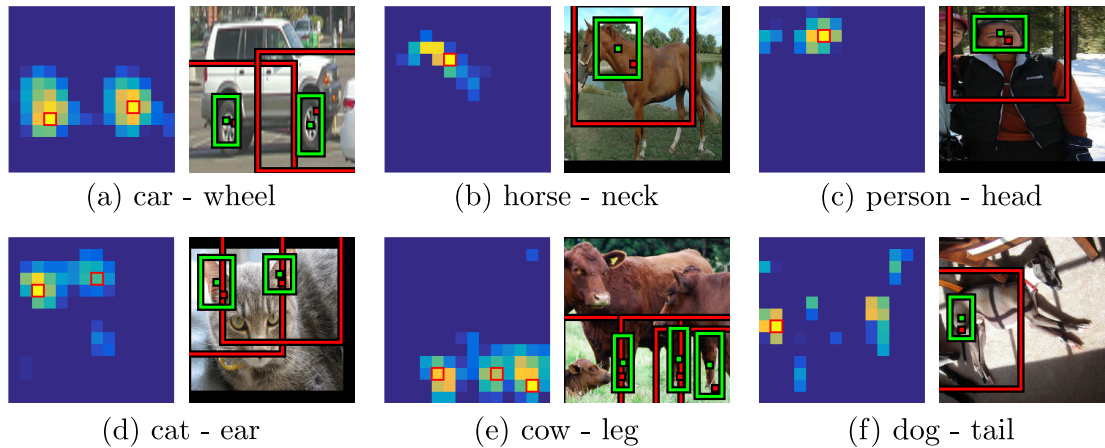 (a) car - wheel
(b) horse - neck
(c) person - head
(d) cat - ear
(e) cow - leg
(f) dog - tail